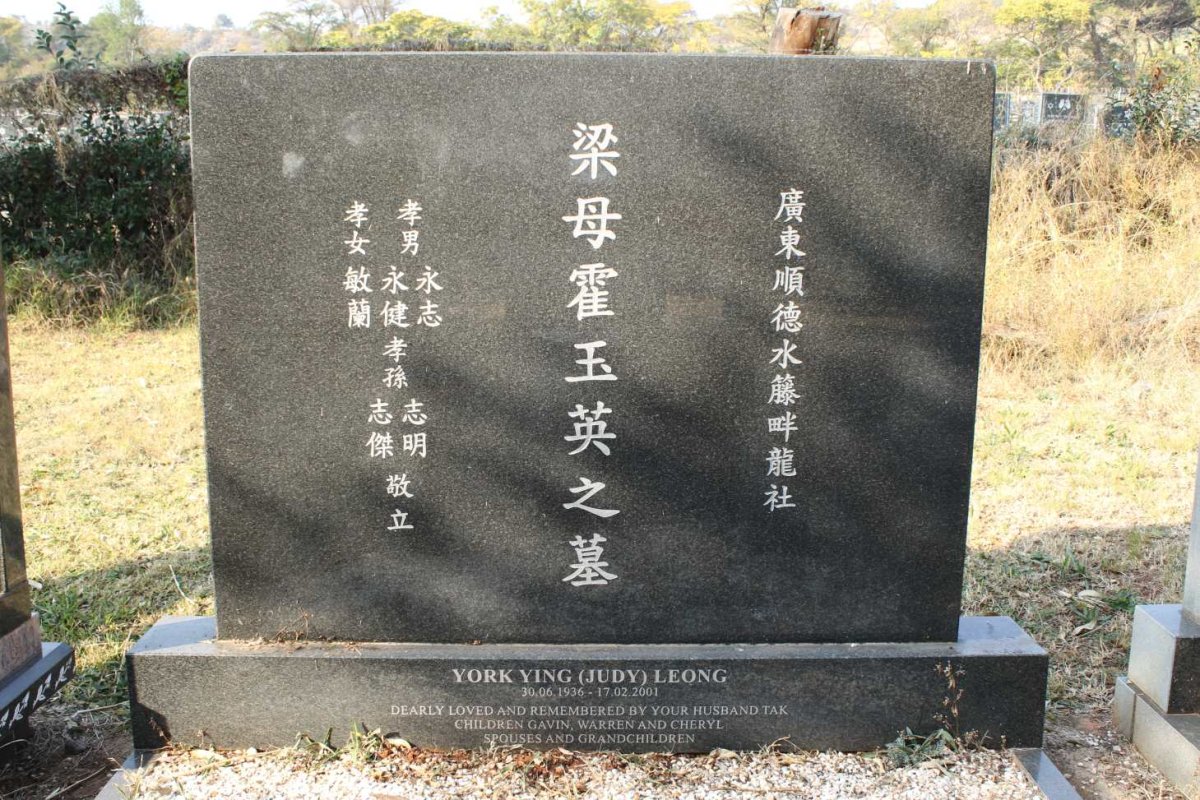 廣東順德水籐畔龍社
梁母霍玉英之墓
孝男 永志
永健
孝孫 志明
志傑
敬立
孝女 敏蘭
YORK YING (JUDY) LEONG
30.06.1936 - 17.02.2001
DEARLY LOVED AND REMEMBERED BY YOUR HUSBAND TAK
CHILDREN GAVIN, WARREN AND CHERYL
SPOUSES AND GRANDCHILDREN